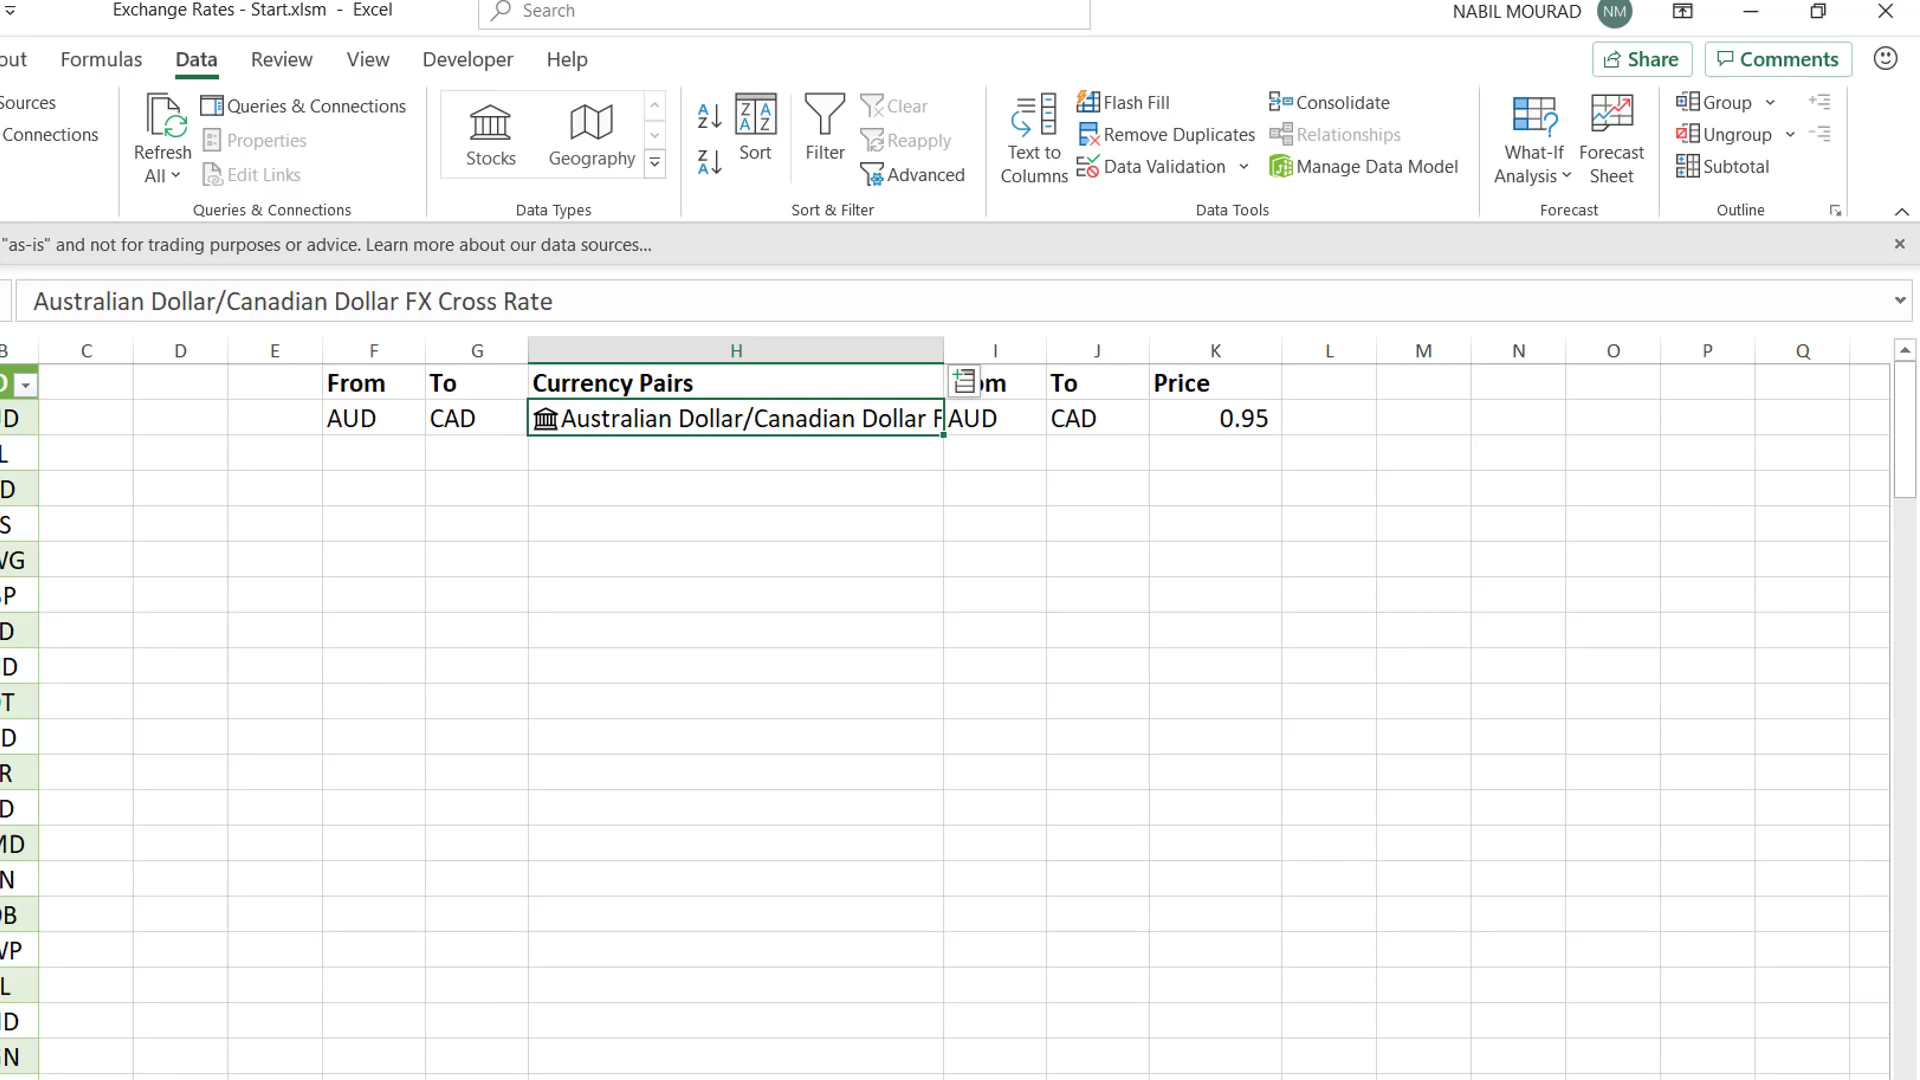 Exchange Rates - Start.xlsm - Excel
Search
NABIL MOURAD NM
out Formulas Data Review View Developer Help
Share Comments
Sources
Connections
Refresh All
Queries & Connections
Properties
Edit Links
Queries & Connections
Stocks Geography
Data Types
Sort
Filter
Clear
Reapply
Advanced
Sort & Filter
Text to Columns
Flash Fill
Remove Duplicates
Data Validation
Consolidate
Relationships
Manage Data Model
Data Tools
What-If Analysis
Forecast Sheet
Forecast
Group
Ungroup
Subtotal
Outline
"as-is" and not for trading purposes or advice. Learn more about our data sources...
Australian Dollar/Canadian Dollar FX Cross Rate
B C D E F G H I J K L M N O P Q
From To Currency Pairs om To Price
AUD CAD Australian Dollar/Canadian Dollar F AUD CAD 0.95
L
D
S
VG
P
D
D
T
D
R
D
MD
N
B
VP
L
D
N